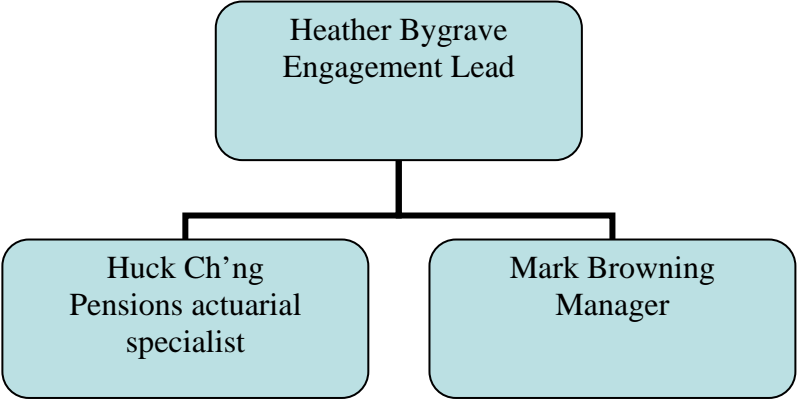 Heather Bygrave
Engagement Lead
Huck Ch’ng
Pensions actuarial
specialist
Mark Browning
Manager